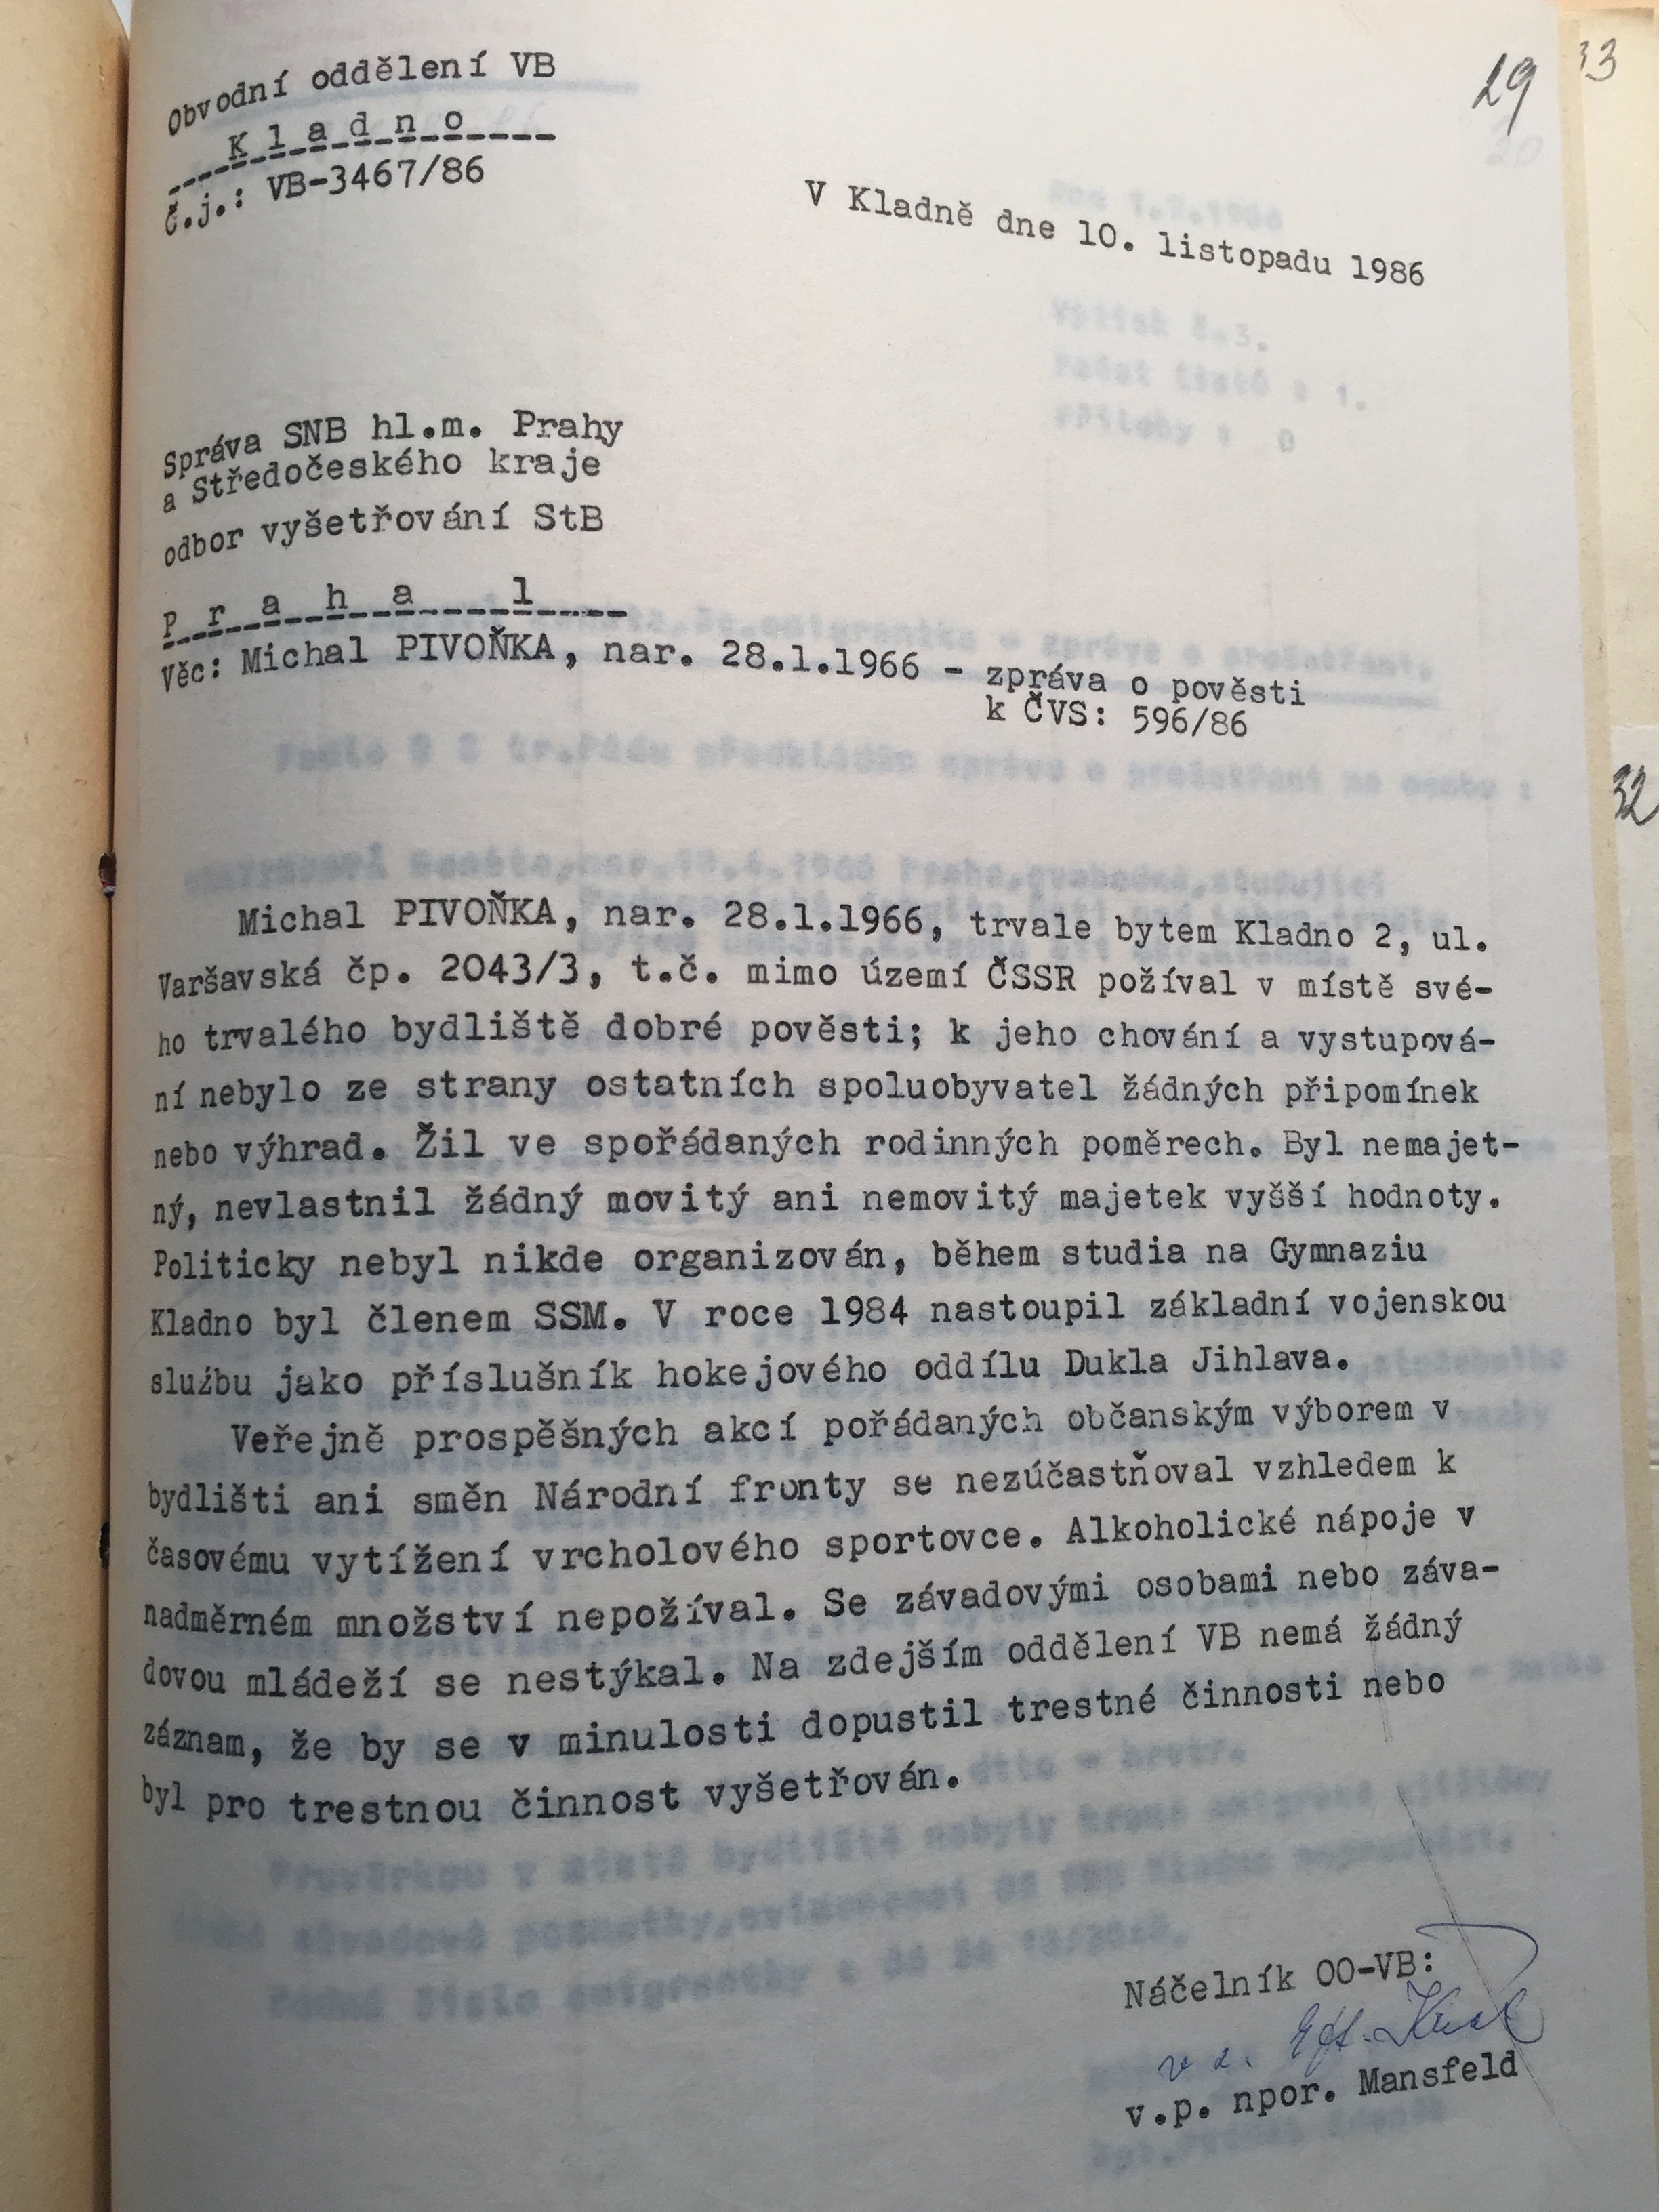 29
33
Obvodní oddělení VB
K l a d n o
Č.j.: VB-3467/86
V Kladně dne 10. listopadu 1986
Správa SNB hl.m. Prahy
a Středočeského kraje
odbor vyšetřování StB
P r a h a 1
Věc: Michal PIVOŇKA, nar. 28.1.1966 - zpráva o pověsti
k ČVS: 596/86
32
Michal PIVOŇKA, nar. 28.1.1966, trvale bytem Kladno 2, ul.
Varšavská čp. 2043/3, t.č. mimo území ČSSR požíval v místě své-
ho trvalého bydliště dobré pověsti; k jeho chování a vystupová-
ní nebylo ze strany ostatních spoluobyvatel žádných připomínek
nebo výhrad. Žil ve spořádaných rodinných poměrech. Byl nemajet-
ný, nevlastnil žádný movitý ani nemovitý majetek vyšší hodnoty.
Politicky nebyl nikde organizován, během studia na Gymnaziu
Kladno byl členem SSM. V roce 1984 nastoupil základní vojenskou
službu jako příslušník hokejového oddílu Dukla Jihlava.
Veřejně prospěšných akcí pořádaných občanským výborem v
bydlišti ani směn Národní fronty se nezúčastňoval vzhledem k
časovému vytížení vrcholového sportovce. Alkoholické nápoje v
nadměrném množství nepožíval. Se závadovými osobami nebo záva-
dovou mládeží se nestýkal. Na zdejším oddělení VB nemá žádný
záznam, že by se v minulosti dopustil trestné činnosti nebo
byl pro trestnou činnost vyšetřován.
Náčelník OO-VB:
v.p. npor. Mansfeld